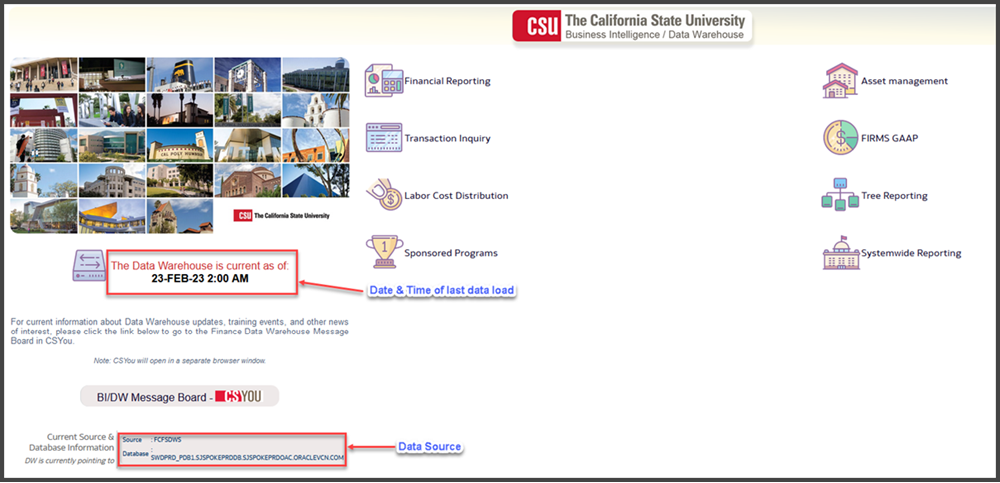 CSU The California State University
Business Intelligence / Data Warehouse
Financial Reporting
Transaction Inquiry
Labor Cost Distribution
Sponsored Programs
Asset management
FIRMS GAAP
Tree Reporting
Systemwide Reporting
CAL POLY HUMBOLDT
CSU The California State University
The Data Warehouse is current as of:
23-FEB-23 2:00 AM
Date & Time of last data load
For current information about Data Warehouse updates, training events, and other news
of interest, please click the link below to go to the Finance Data Warehouse Message
Board in CSYou.
Note: CSYou will open in a separate browser window.
BI/DW Message Board - CSYOU
Current Source &
Database Information
DW is currently pointing to
Source : FCFSDWS
Database :
SWDPRD_PDB1.SJSPOKEPRDDB.SJSPOKEPRDOAC.ORACLEVCN.COM
Data Source